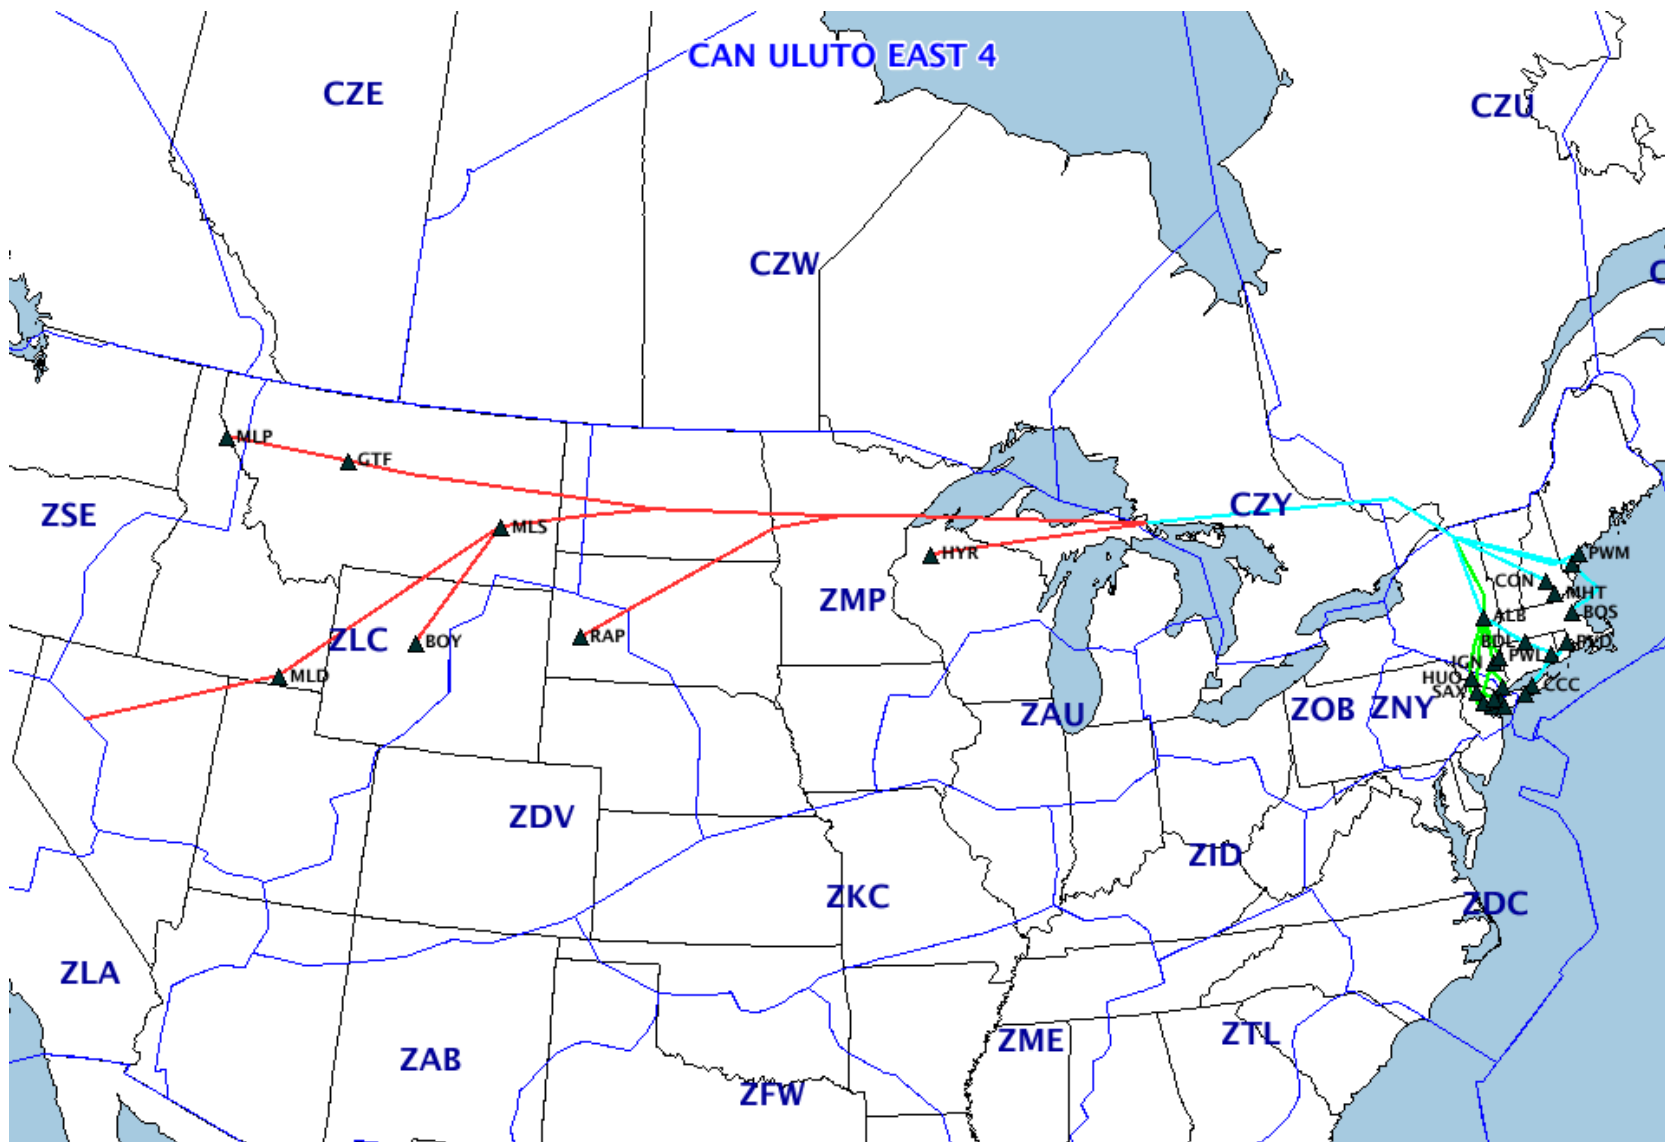 CAN ULUTO EAST 4
CZE
CZU
CZW
MLP
GTF
CZY
ZSE
MLS
HYR
PWM
CON
MHT
ZMP
ALB
BOS
ZLC
BOY
RAP
BDL
PVD
PWL
IGN
MLD
HUO
SAX
CCC
ZAU
ZOB
ZNY
ZDV
ZID
ZKC
ZDC
ZLA
ZME
ZTL
ZAB
ZFW